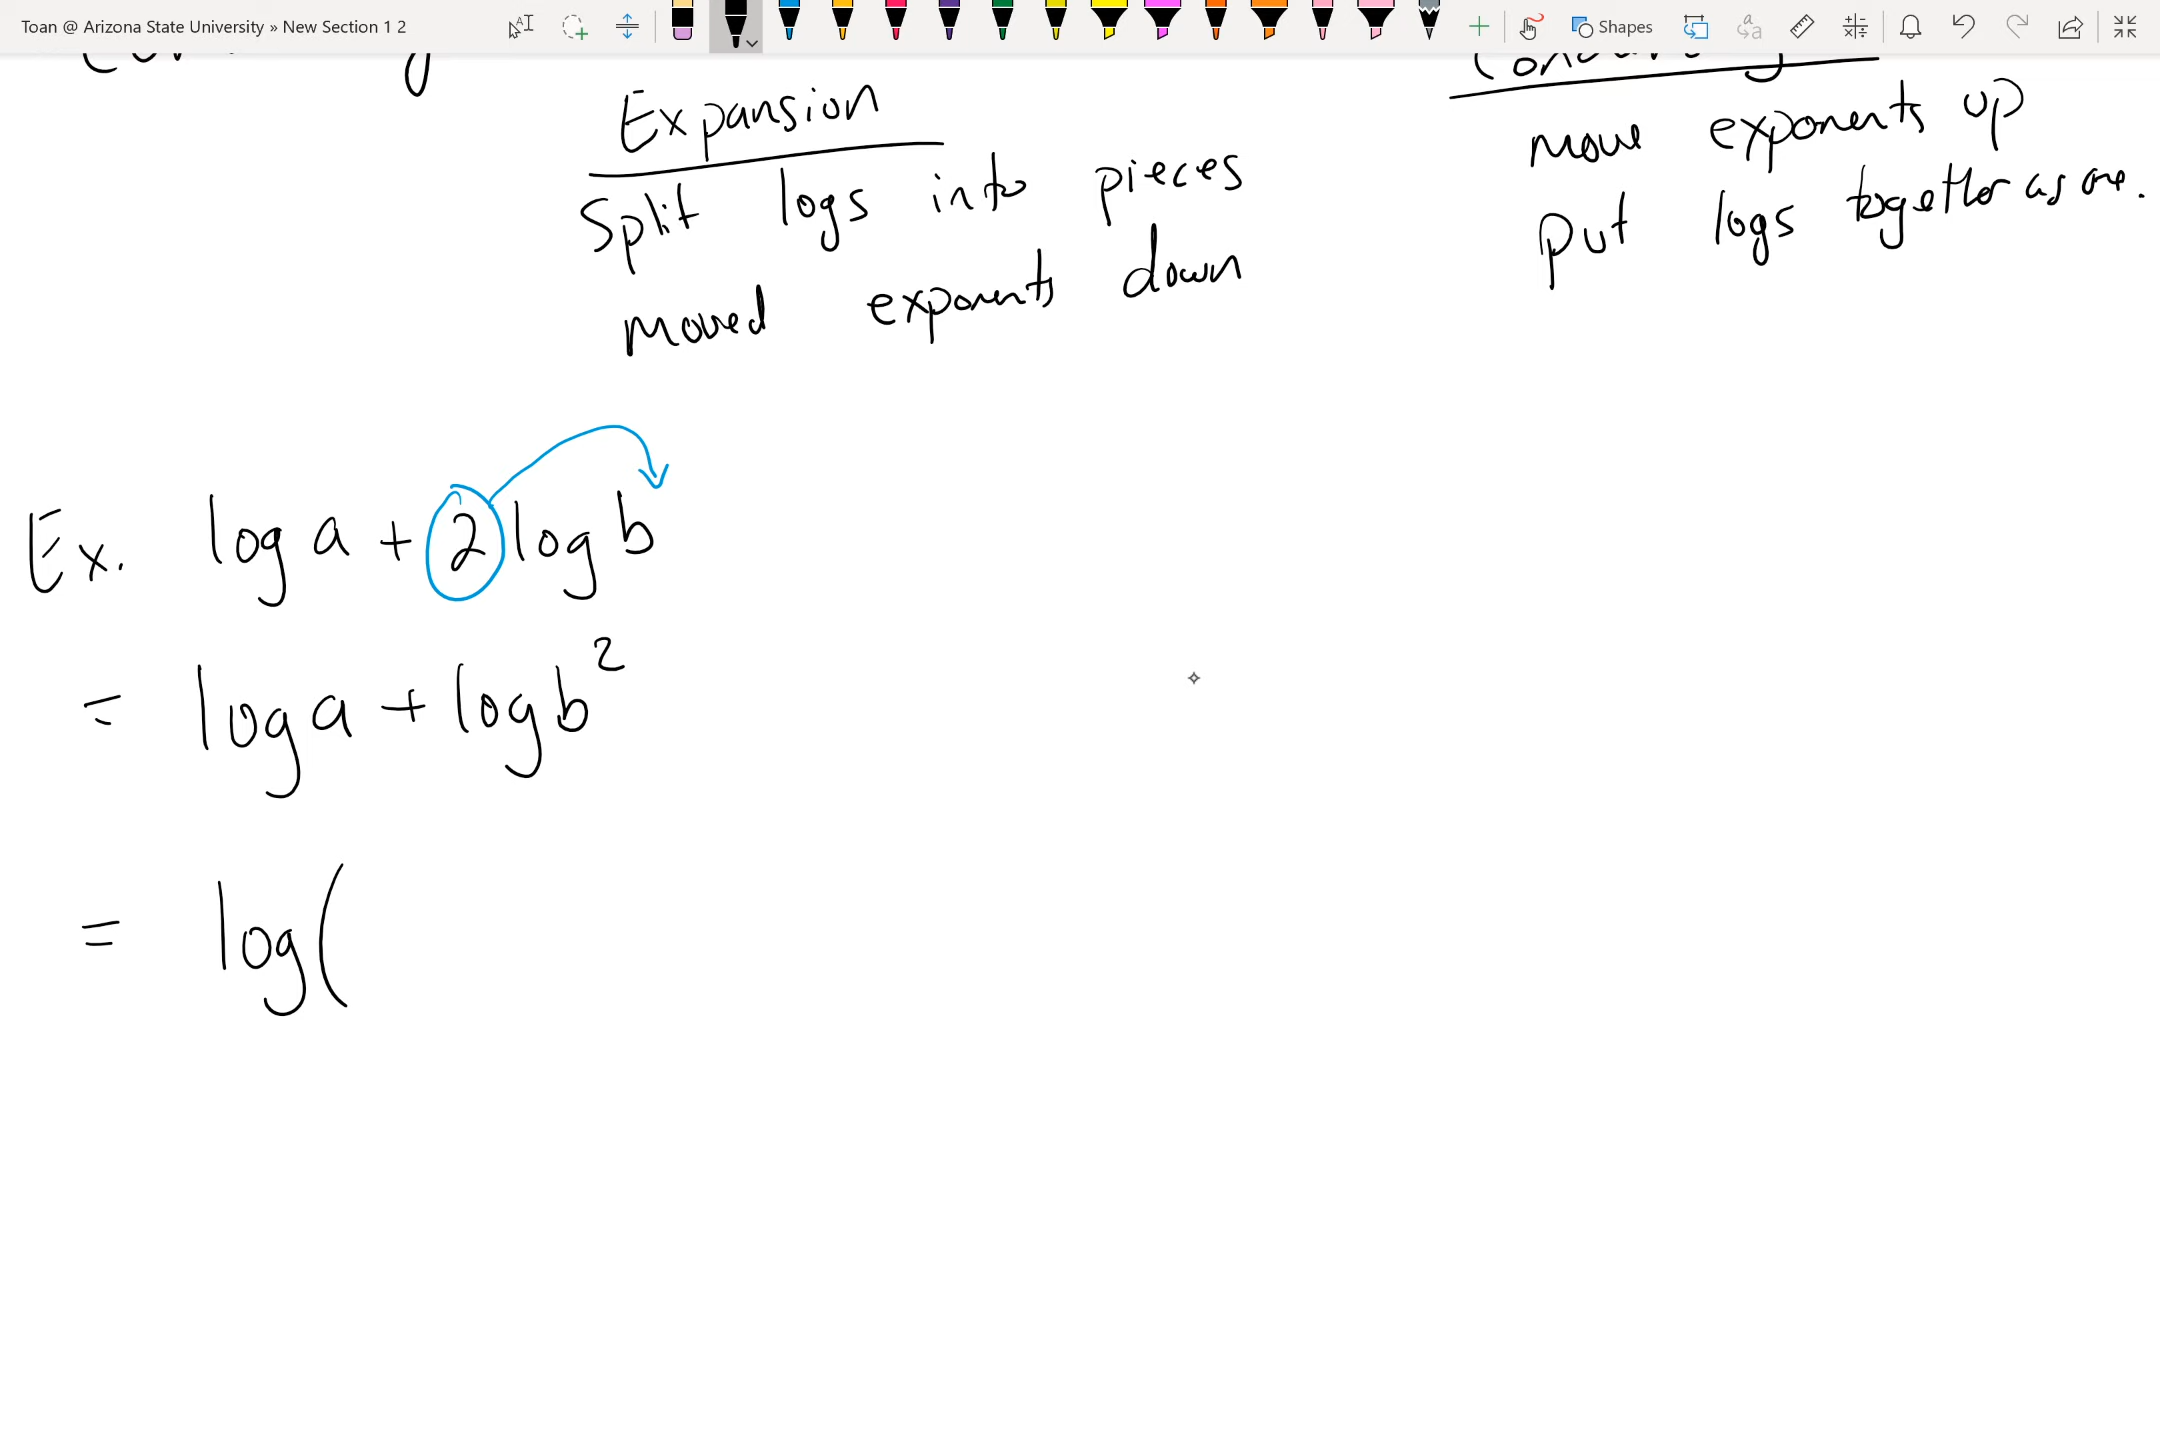 Toan @ Arizona State University » New Section 1 2
Shapes
Expansion
Split logs into pieces
moved exponents down
move exponents up
put logs together as one.
Ex. log a + 2 log b
= log a + log b²
= log(